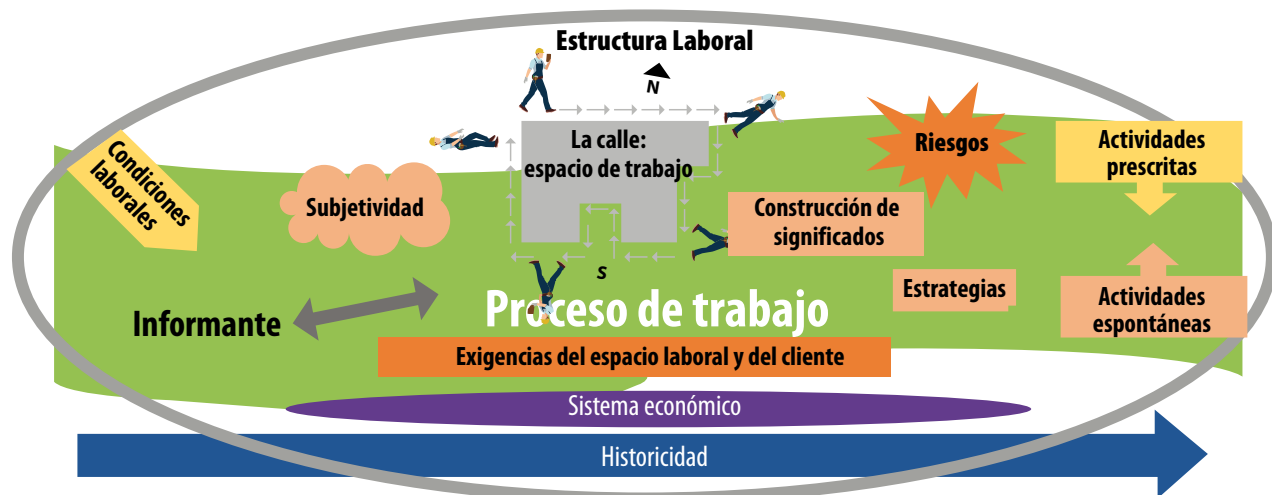 Estructura Laboral
N
La calle:
espacio de trabajo
Riesgos
Actividades
prescritas
Condiciones
laborales
Subjetividad
Construcción de
significados
S
Estrategias
Actividades
espontáneas
Informante
Proceso de trabajo
Exigencias del espacio laboral y del cliente
Sistema económico
Historicidad